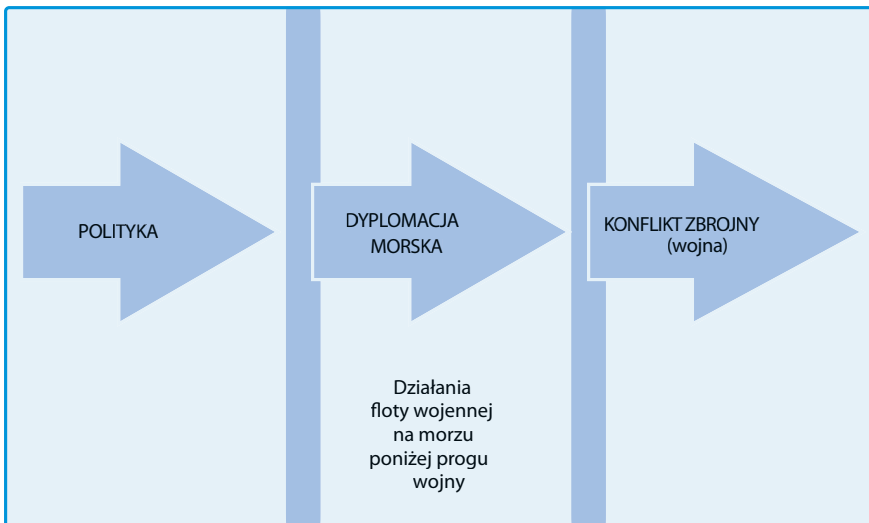 POLITYKA
DYPLOMACJA
MORSKA
KONFLIKT ZBROJNY
(wojna)
Działania
floty wojennej
na morzu
poniżej progu
wojny